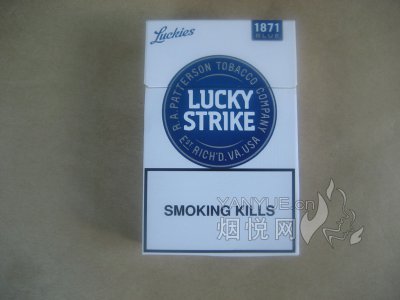 Luckies
1871
BLUE
R.A. PATTERSON TOBACCO COMPANY
LUCKY
STRIKE
EST RICH'D, VA. USA
SMOKING KILLS
YANYUE.cn
烟悦网